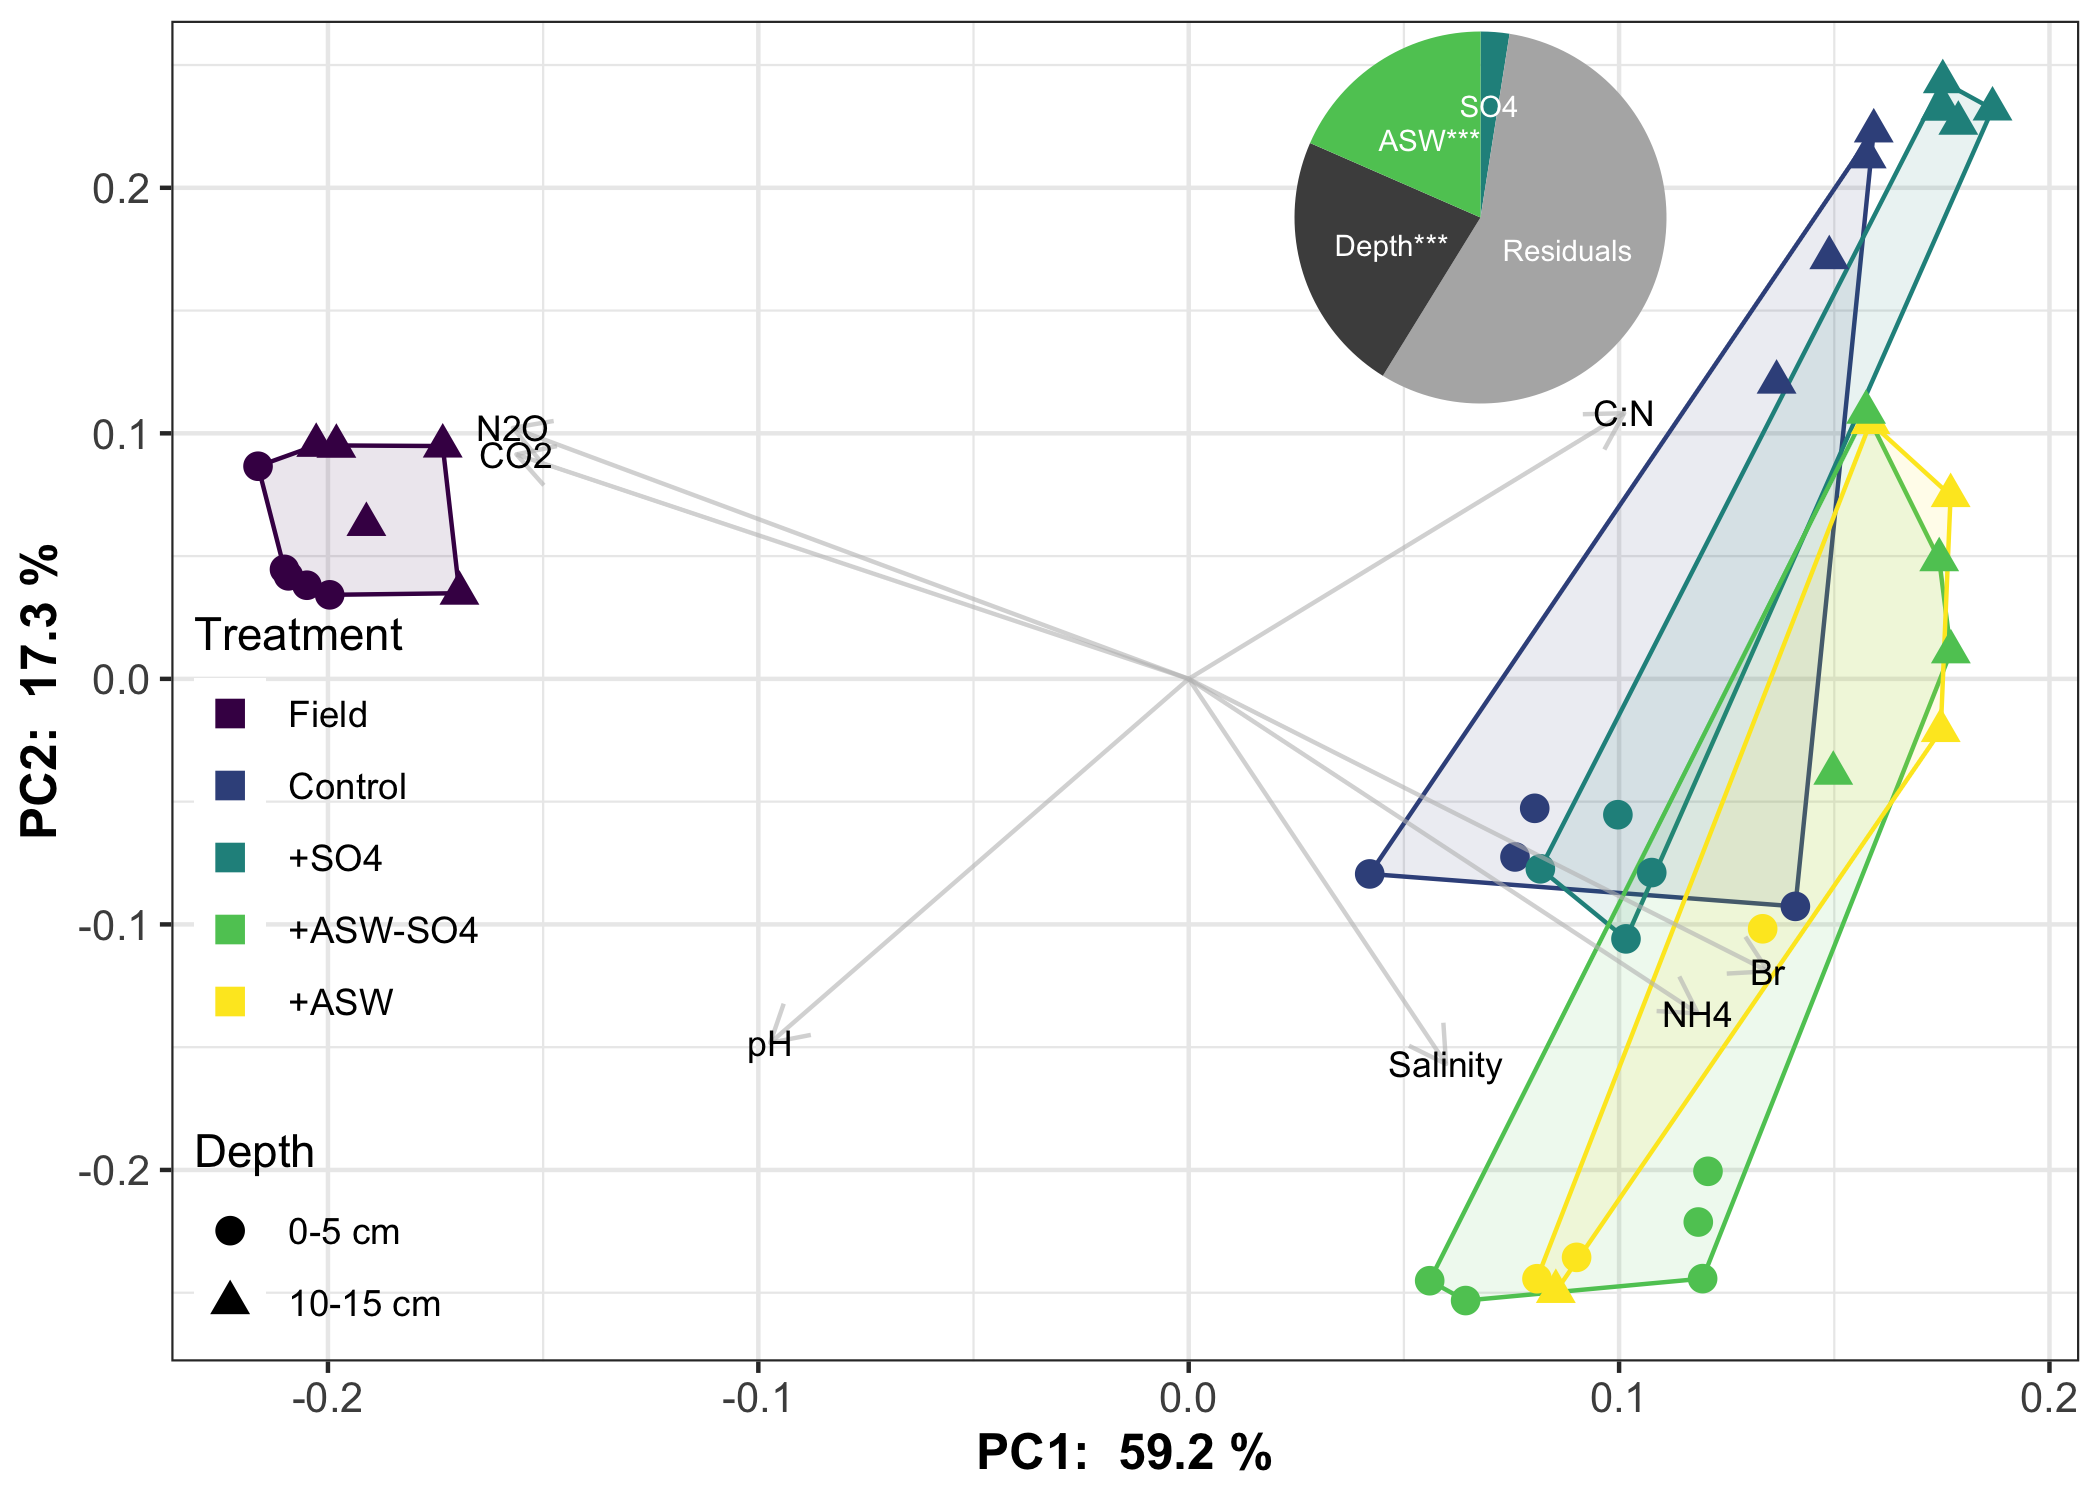 SO4
ASW***
Depth***
Residuals
0.2
0.1
0.0
-0.1
-0.2
PC2:  17.3 %
N2O
CO2
C:N
Br
NH4
Salinity
pH
Treatment
Field
Control
+SO4
+ASW-SO4
+ASW
Depth
0-5 cm
10-15 cm
-0.2
-0.1
0.0
0.1
0.2
PC1:  59.2 %